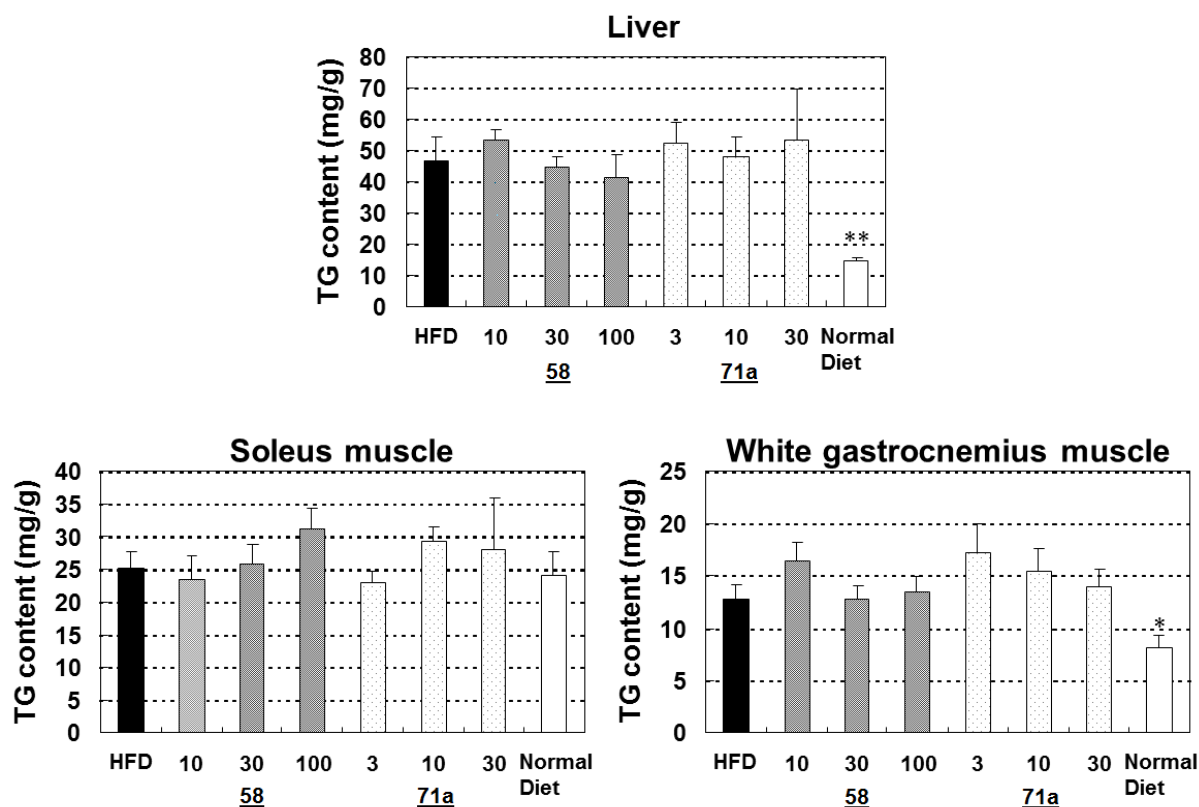 Liver
TG content (mg/g)
80
70
60
50
40
30
20
10
0
**
HFD 10 30 100 3 10 30 Normal
Diet
58 71a
Soleus muscle
TG content (mg/g)
40
35
30
25
20
15
10
5
0
HFD 10 30 100 3 10 30 Normal
Diet
58 71a
White gastrocnemius muscle
TG content (mg/g)
25
20
15
10
5
0
*
HFD 10 30 100 3 10 30 Normal
Diet
58 71a